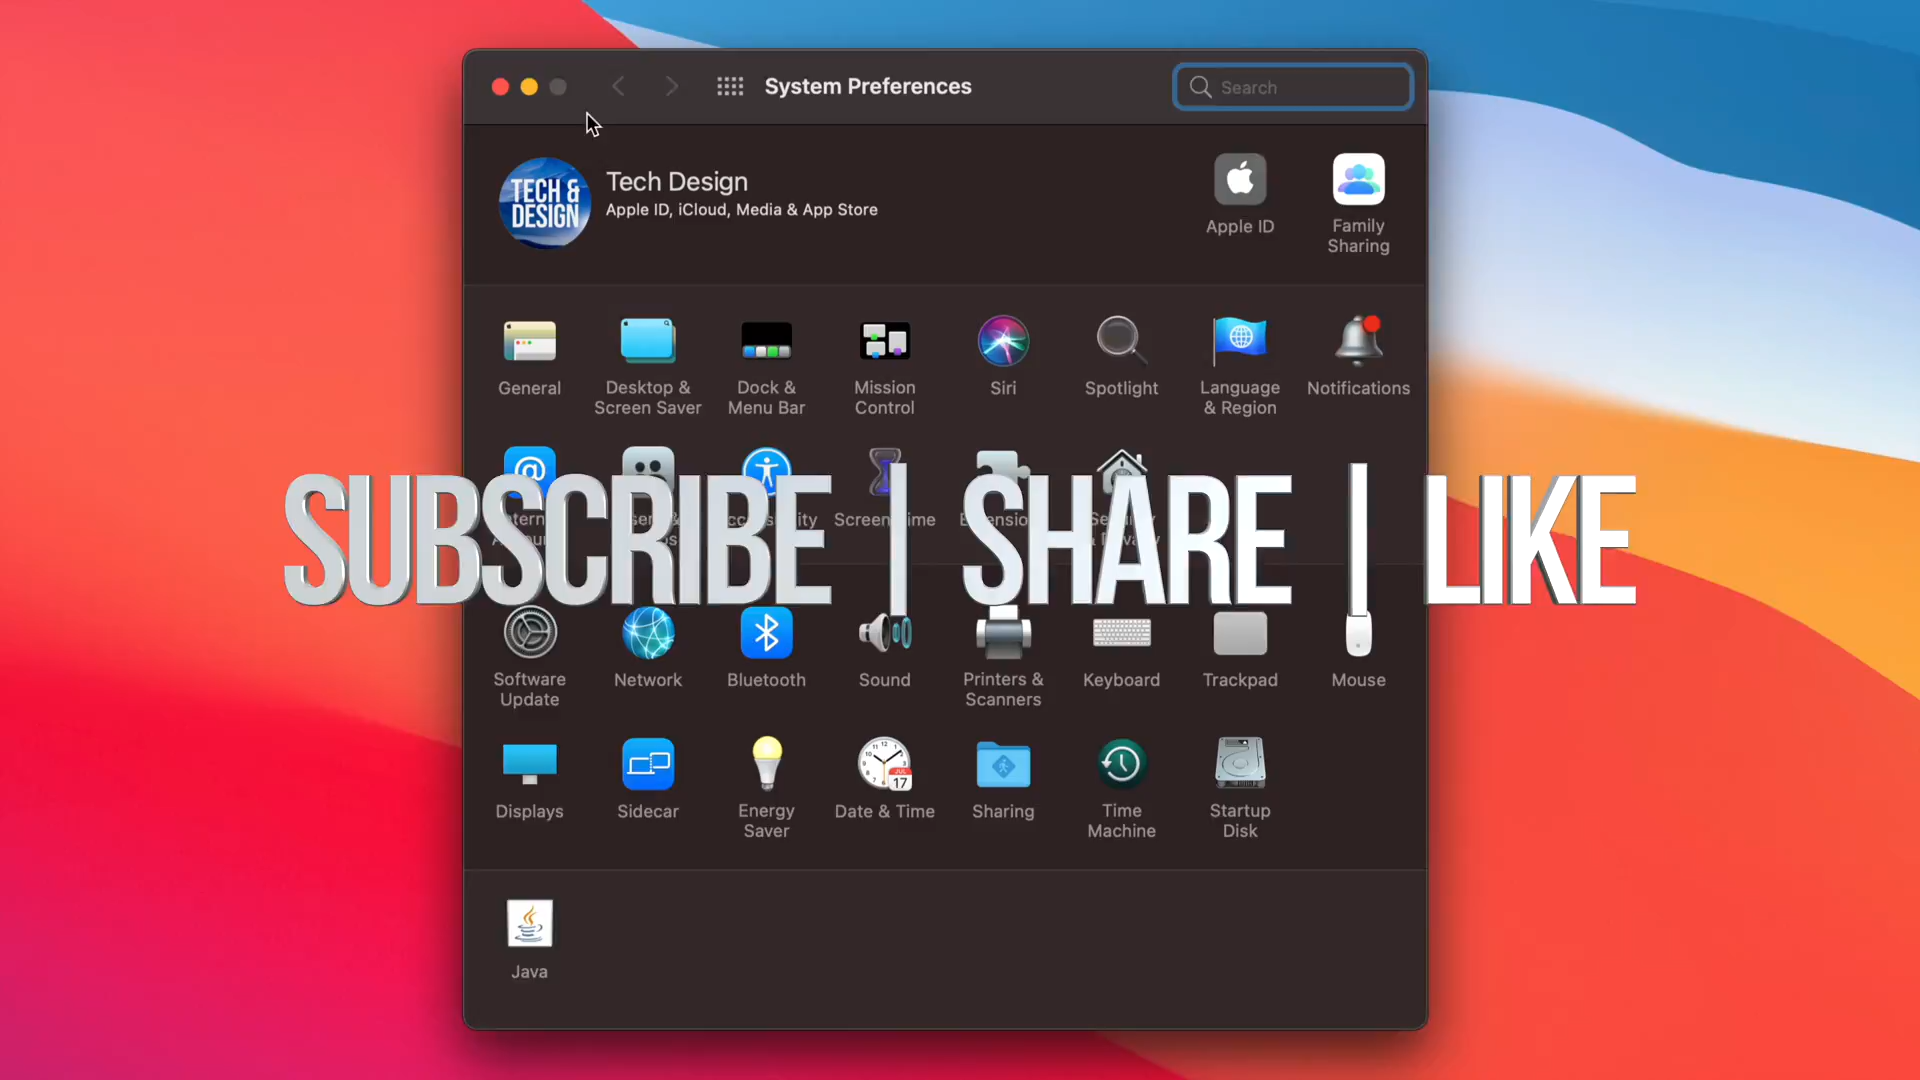 System Preferences
Search
TECH &
DESIGN
Tech Design
Apple ID, iCloud, Media & App Store
Apple ID
Family
Sharing
General
Desktop &
Screen Saver
Dock &
Menu Bar
Mission
Control
Siri
Spotlight
Language
& Region
Notifications
SUBSCRIBE | SHARE | LIKE
Software
Update
Network
Bluetooth
Sound
Printers &
Scanners
Keyboard
Trackpad
Mouse
Displays
Sidecar
Energy
Saver
JUL
17
Date & Time
Sharing
Time
Machine
Startup
Disk
Java